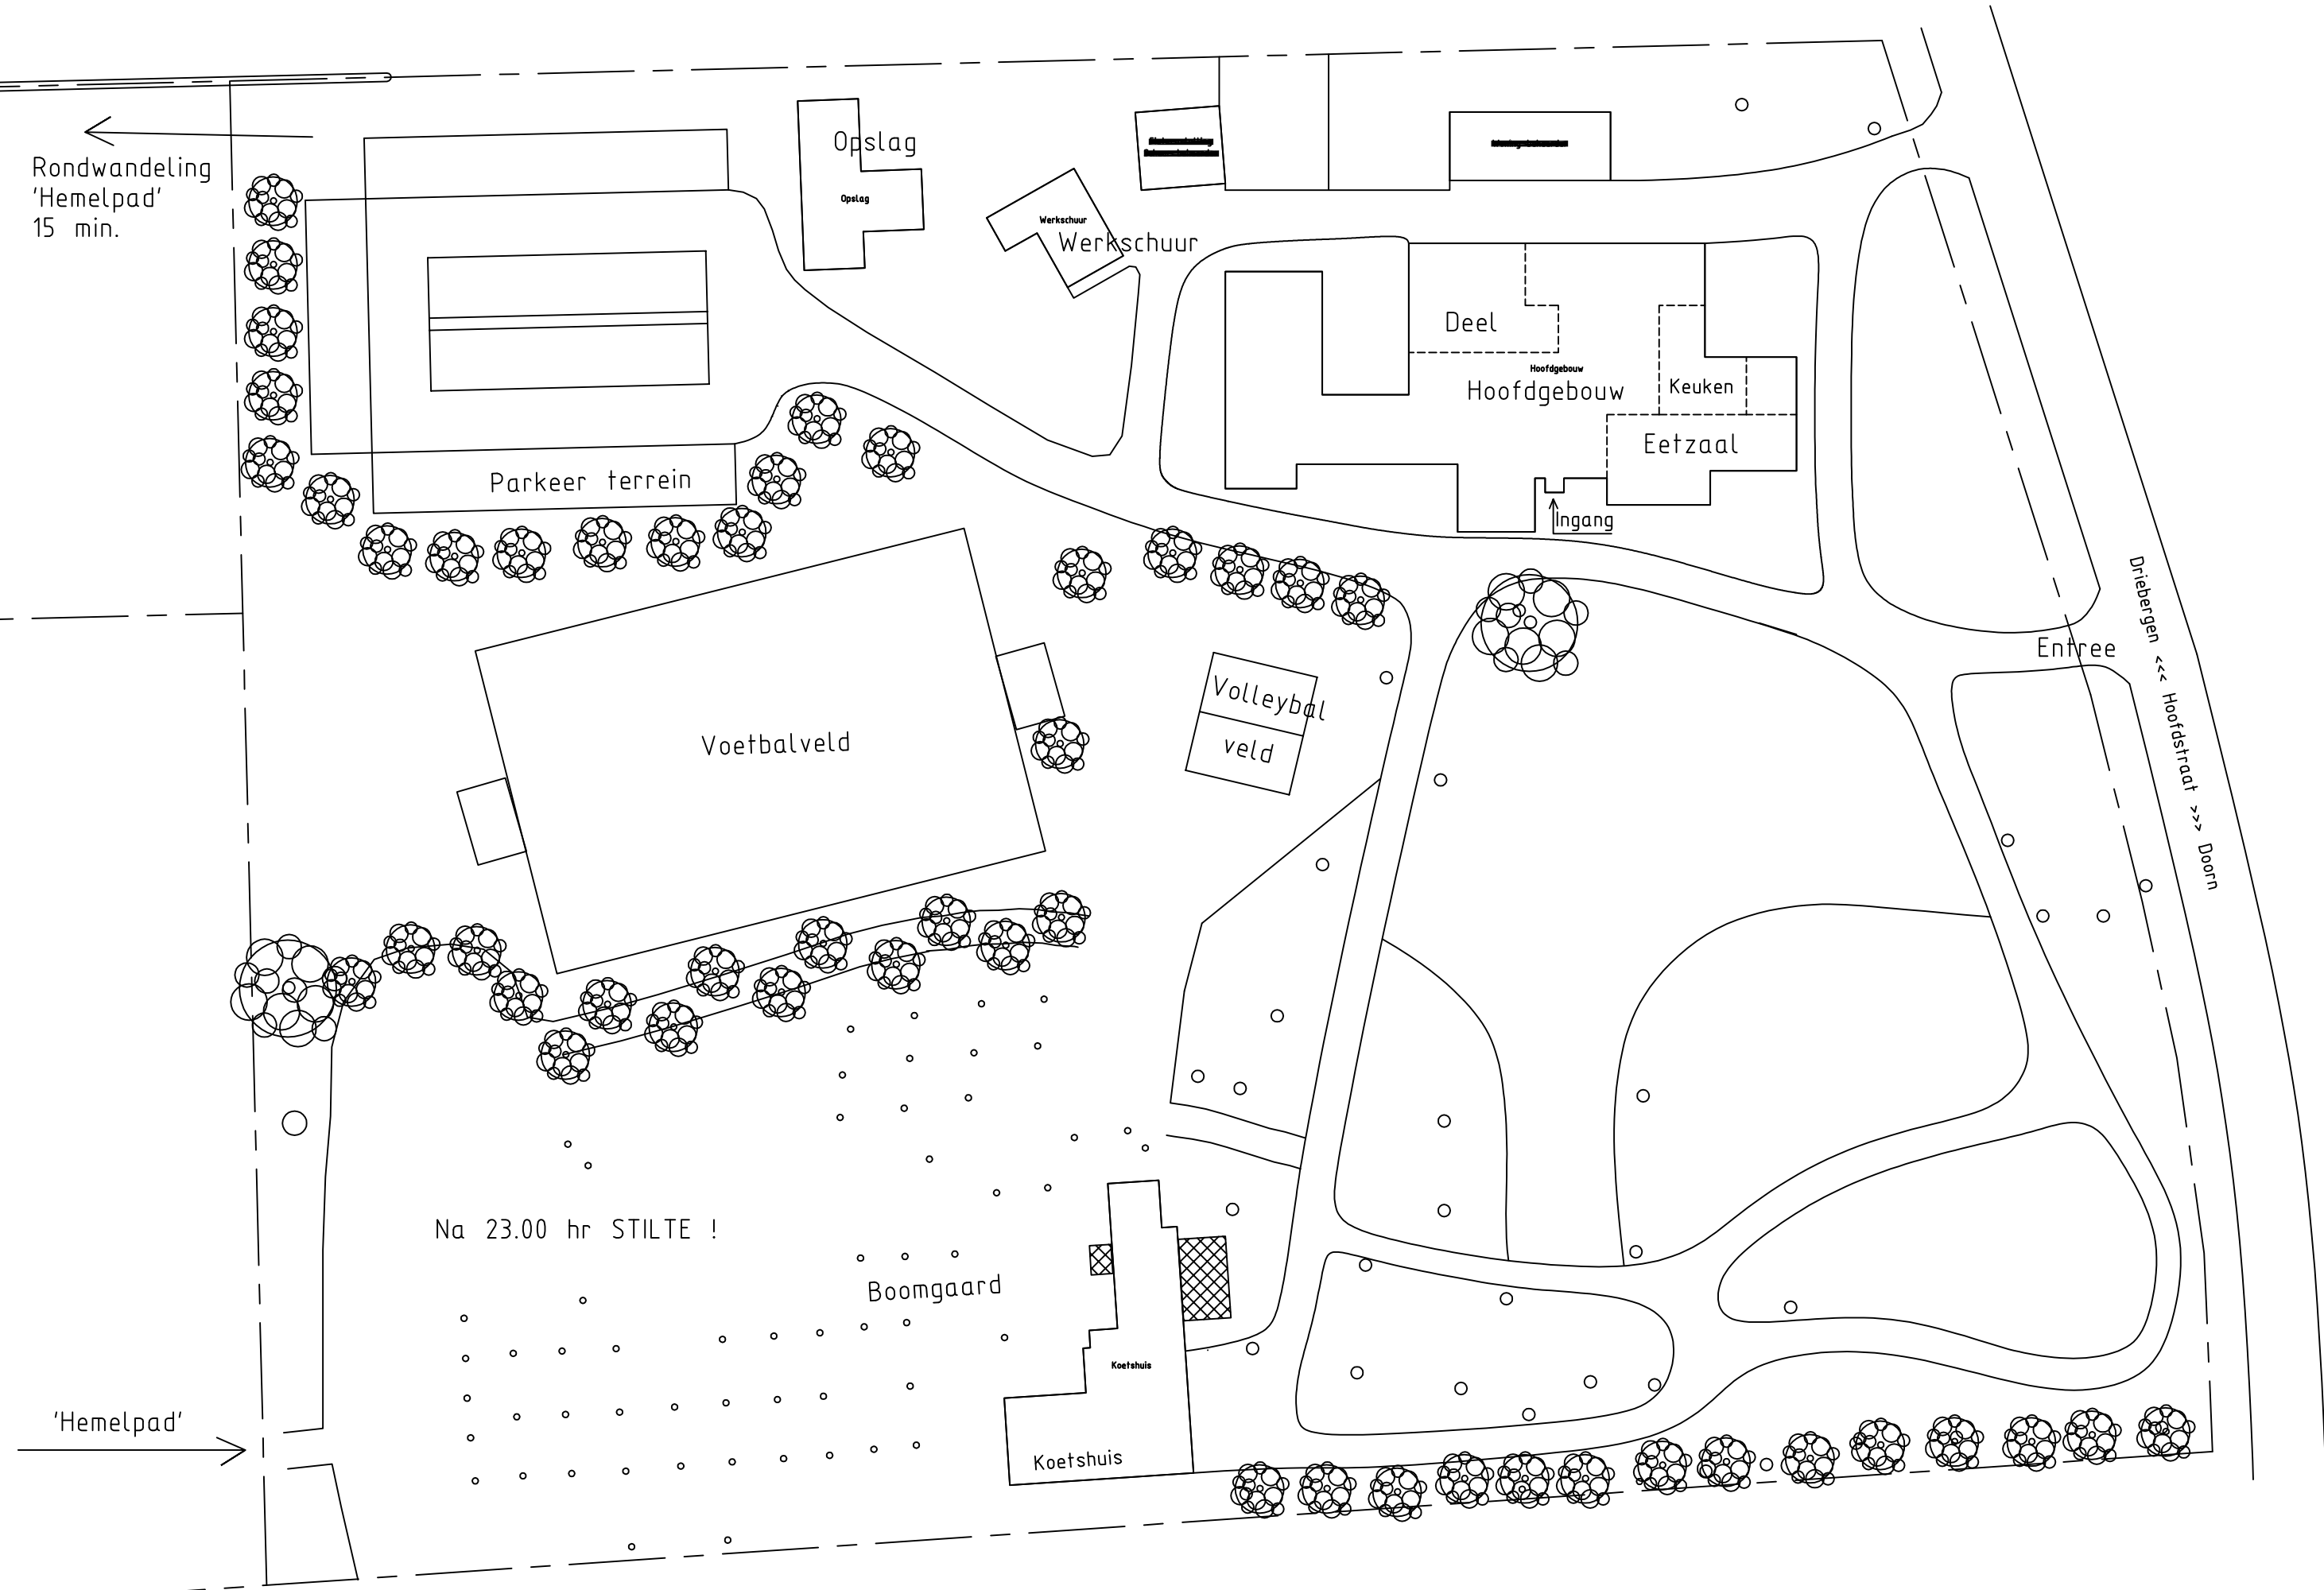 Rondwandeling
'Hemelpad'
15 min.
Opslag
Opslag
Werkschuur
Werkschuur
Deel
Hoofdgebouw
Hoofdgebouw
Keuken
Eetzaal
Ingang
Parkeer terrein
Voetbalveld
Volleybal
veld
Entree
Driebergen <<< Hoofdstraat >>> Doorn
Na 23.00 hr STILTE !
Boomgaard
Koetshuis
Koetshuis
'Hemelpad'